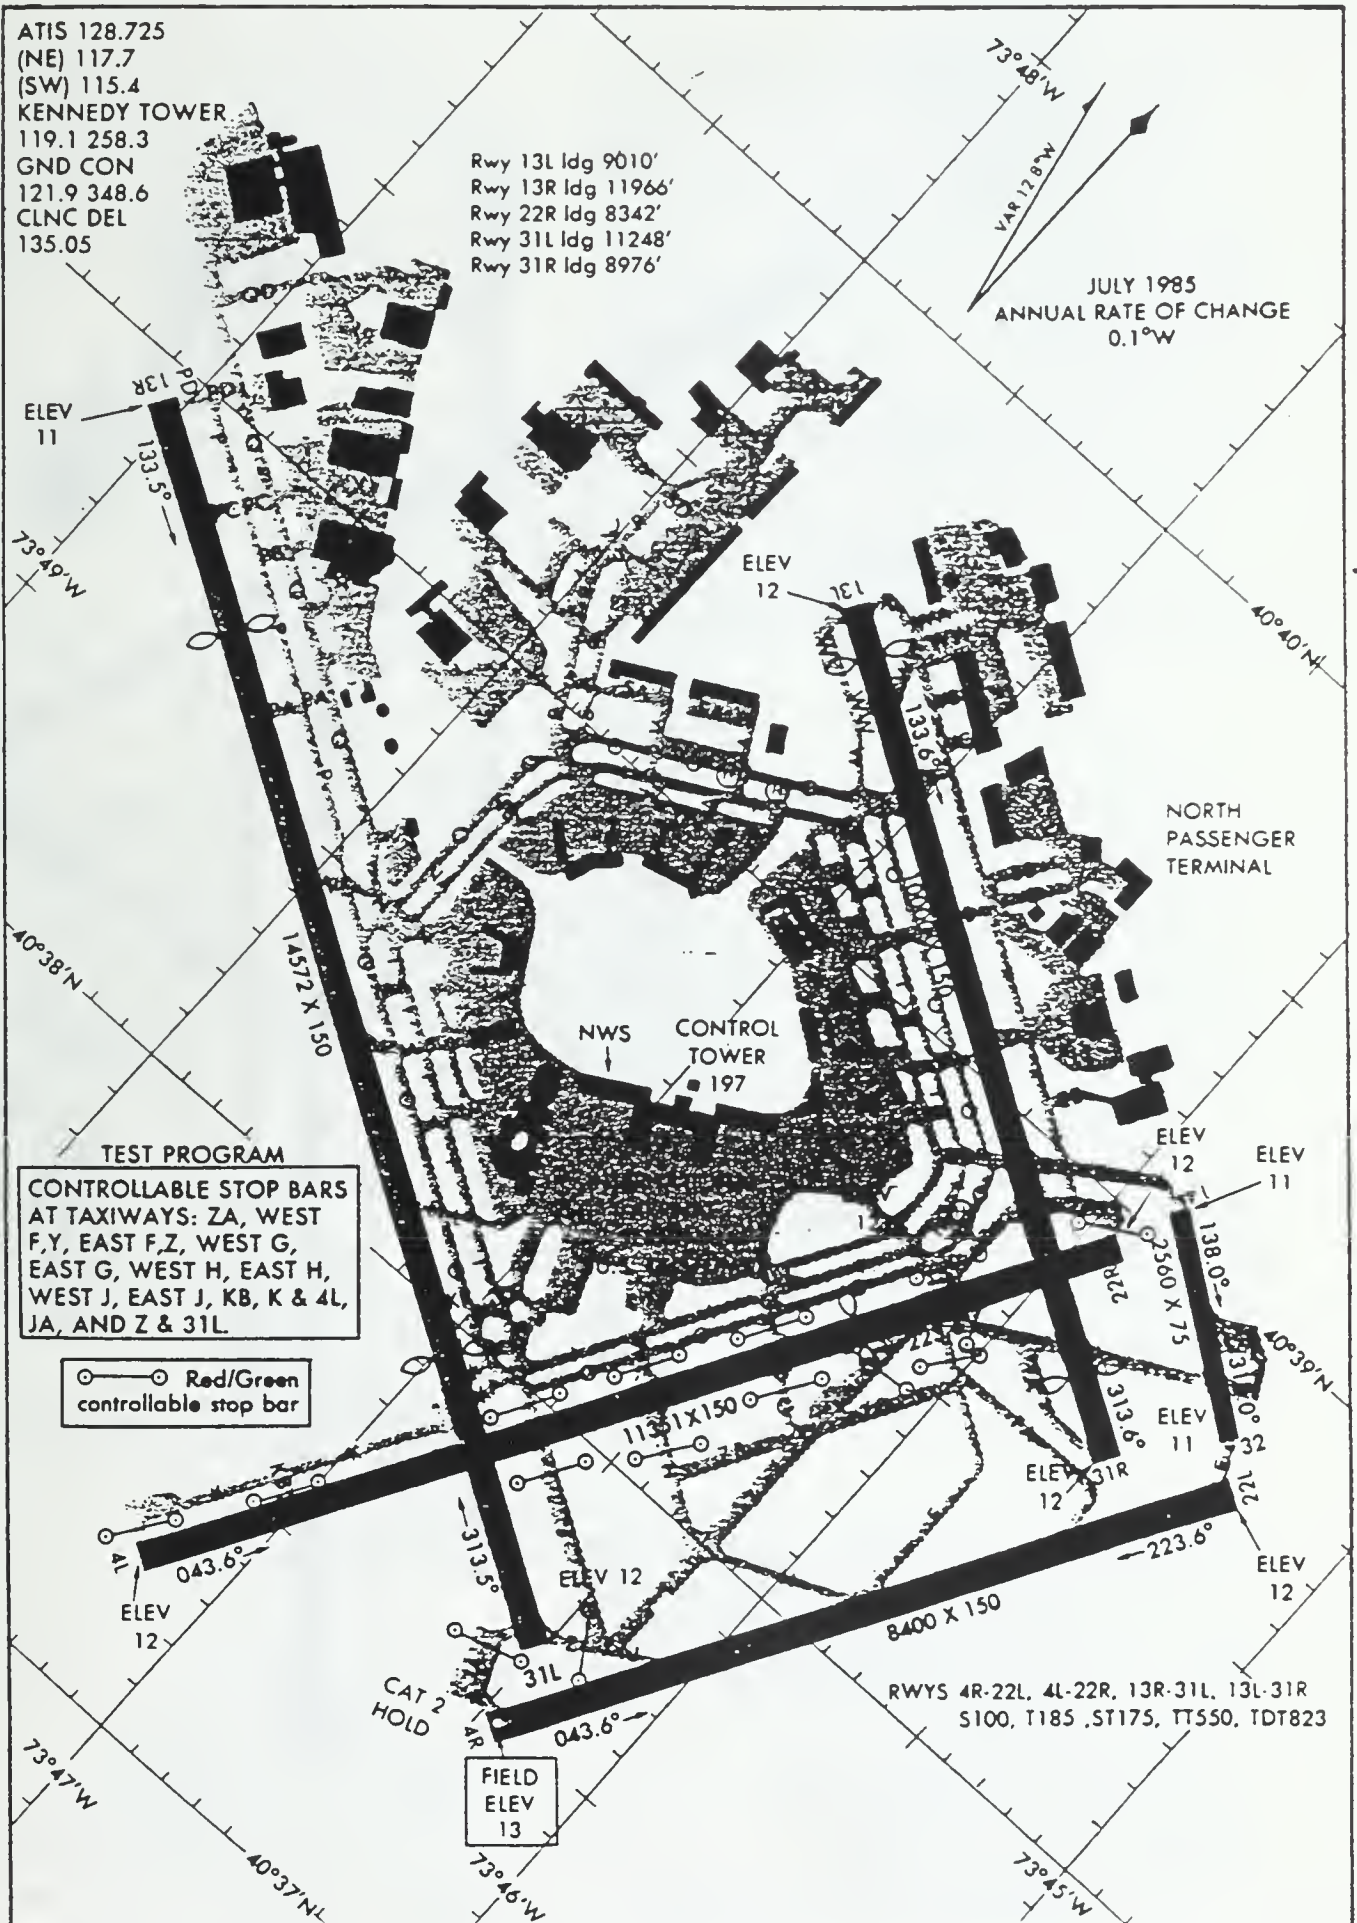 ATIS 128.725
(NE) 117.7
(SW) 115.4
KENNEDY TOWER
119.1 258.3
GND CON
121.9 348.6
CLNC DEL
135.05
Rwy 13L ldg 9010'
Rwy 13R ldg 11966'
Rwy 22R ldg 8342'
Rwy 31L ldg 11248'
Rwy 31R ldg 8976'
73°48'W
VAR 12.8°W
JULY 1985
ANNUAL RATE OF CHANGE
0.1°W
13R
PD
ELEV
11
133.5°
73°49'W
ELEV
12
13L
40°40'N
133.6°
NORTH
PASSENGER
TERMINAL
40°38'N
14572 X 150
NWS
CONTROL
TOWER
197
TEST PROGRAM
CONTROLLABLE STOP BARS
AT TAXIWAYS: ZA, WEST
F,Y, EAST F,Z, WEST G,
EAST G, WEST H, EAST H,
WEST J, EAST J, KB, K & 4L,
JA, AND Z & 31L.
Red/Green
controllable stop bar
ELEV
12
ELEV
11
138.0°
2560 X 75
22R
40°39'N
11351 X 150
313.6°
ELEV
11
32
ELEV
12
31R
22L
4L
043.6°
ELEV
12
313.5°
ELEV 12
223.6°
ELEV
12
8400 X 150
31L
CAT 2
HOLD
4R
043.6°
RWYS 4R-22L, 4L-22R, 13R-31L, 13L-31R
S100, T185 ,ST175, TT550, TDT823
FIELD
ELEV
13
73°47'W
40°37'N
73°46'W
73°45'W